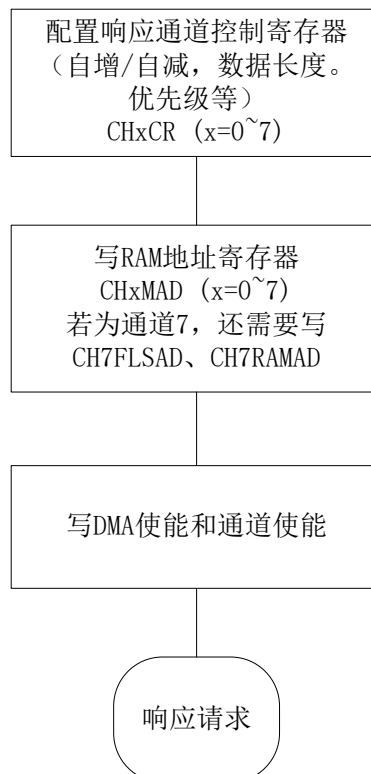 配置响应通道控制寄存器
（自增/自减，数据长度。
优先级等）
CHxCR (x=0~7)
写RAM地址寄存器
CHxMAD (x=0~7)
若为通道7，还需要写
CH7FLSAD、CH7RAMAD
写DMA使能和通道使能
响应请求